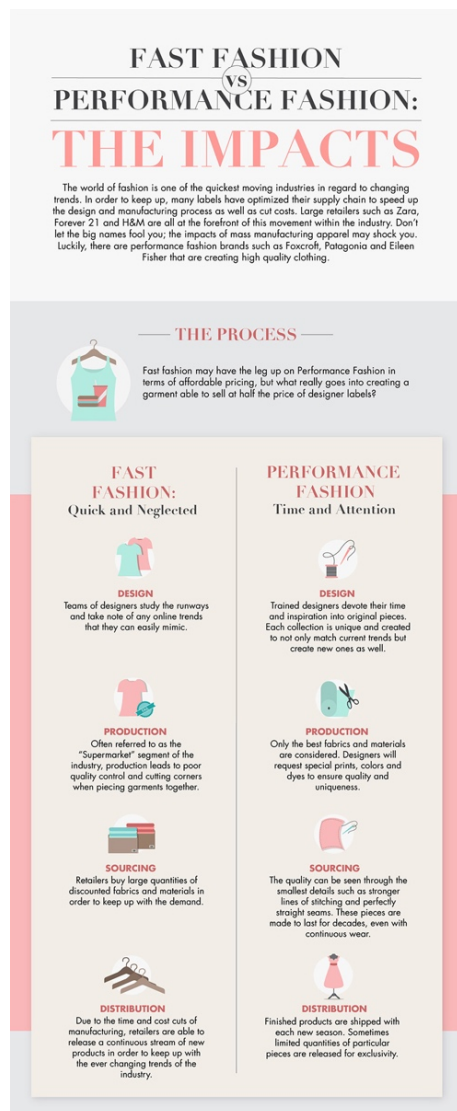 FAST FASHION
VS
PERFORMANCE FASHION:
THE IMPACTS
The world of fashion is one of the quickest moving industries in regard to changing
trends. In order to keep up, many labels have optimized their supply chain to speed up
the design and manufacturing process as well as cut costs. Large retailers such as Zara,
Forever 21 and H&M are all at the forefront of this movement within the industry. Don't
let the big names fool you; the impacts of mass manufacturing apparel may shock you.
Luckily, there are performance fashion brands such as Foxcroft, Patagonia and Eileen
Fisher that are creating high quality clothing.
THE PROCESS
Fast fashion may have the leg up on Performance Fashion in
terms of affordable pricing, but what really goes into creating a
garment able to sell at half the price of designer labels?
FAST
FASHION:
Quick and Neglected
DESIGN
Teams of designers study the runways
and take note of any online trends
that they can easily mimic.
PRODUCTION
Often referred to as the
"Supermarket" segment of the
industry, production leads to poor
quality control and cutting corners
when piecing garments together.
SOURCING
Retailers buy large quantities of
discounted fabrics and materials in
order to keep up with the demand.
DISTRIBUTION
Due to the time and cost cuts of
manufacturing, retailers are able to
release a continuous stream of new
products in order to keep up with
the ever changing trends of the
industry.
PERFORMANCE
FASHION
Time and Attention
DESIGN
Trained designers devote their time
and inspiration into original pieces.
Each collection is unique and created
to not only match current trends but
create new ones as well.
PRODUCTION
Only the best fabrics and materials
are considered. Designers will
request special prints, colors and
dyes to ensure quality and
uniqueness.
SOURCING
The quality can be seen through the
smallest details such as stronger
lines of stitching and perfectly
straight seams. These pieces are
made to last for decades, even with
continuous wear.
DISTRIBUTION
Finished products are shipped with
each new season. Sometimes
limited quantities of particular
pieces are released for exclusivity.